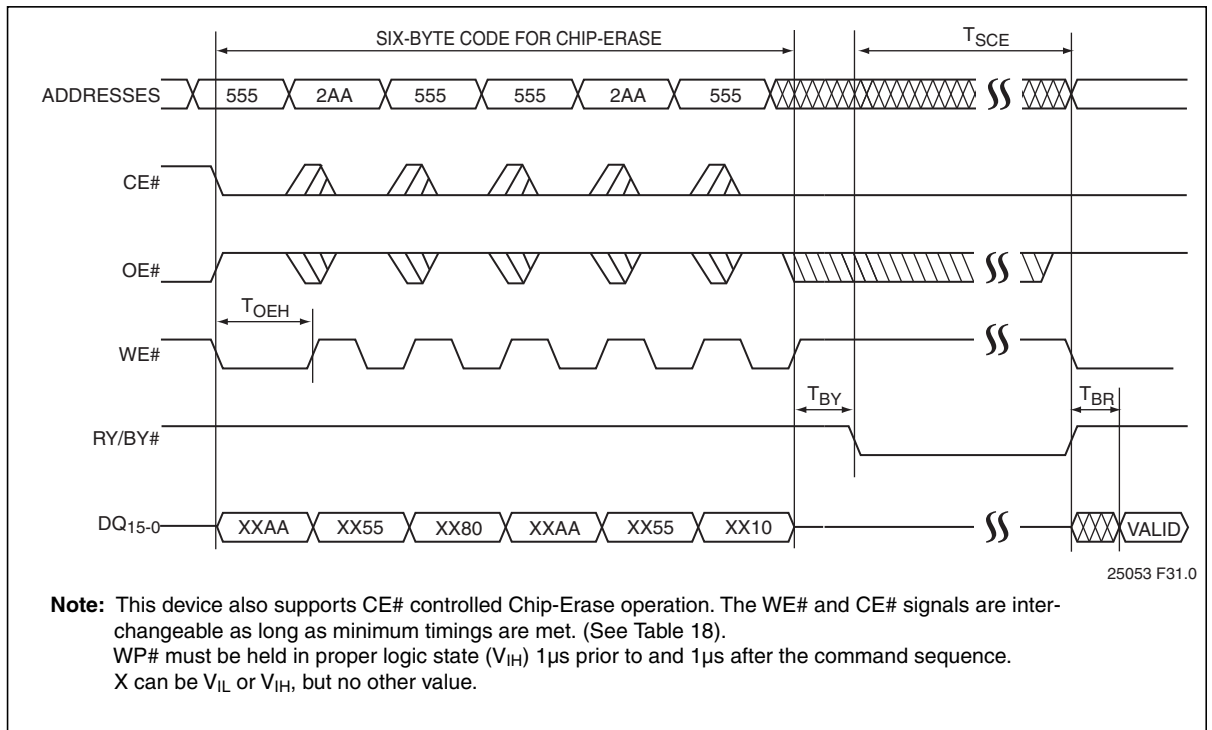 SIX-BYTE CODE FOR CHIP-ERASE
TSCE
ADDRESSES 555 2AA 555 555 2AA 555
CE#
OE#
TOEH
WE#
TBY TBR
RY/BY#
DQ15-0 XXAA XX55 XX80 XXAA XX55 XX10 VALID
25053 F31.0
Note: This device also supports CE# controlled Chip-Erase operation. The WE# and CE# signals are inter-
changeable as long as minimum timings are met. (See Table 18).
WP# must be held in proper logic state (VIH) 1µs prior to and 1µs after the command sequence.
X can be VIL or VIH, but no other value.